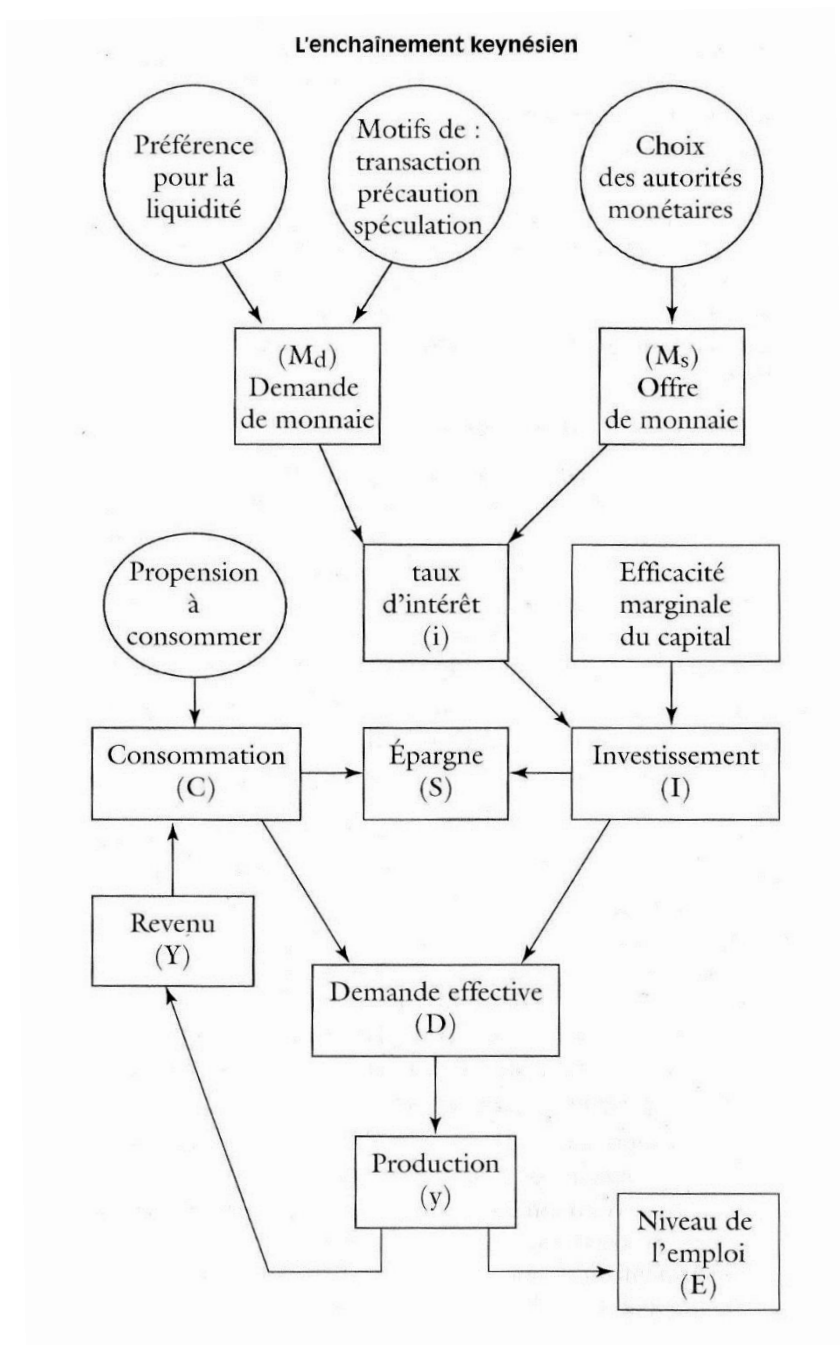 L'enchaînement keynésien
Préférence
pour la
liquidité
Motifs de :
transaction
précaution
spéculation
Choix
des autorités
monétaires
(Md)
Demande
de monnaie
(Ms)
Offre
de monnaie
Propension
à
consommer
taux
d'intérêt
(i)
Efficacité
marginale
du capital
Consommation
(C)
Épargne
(S)
Investissement
(I)
Revenu
(Y)
Demande effective
(D)
Production
(y)
Niveau de
l'emploi
(E)